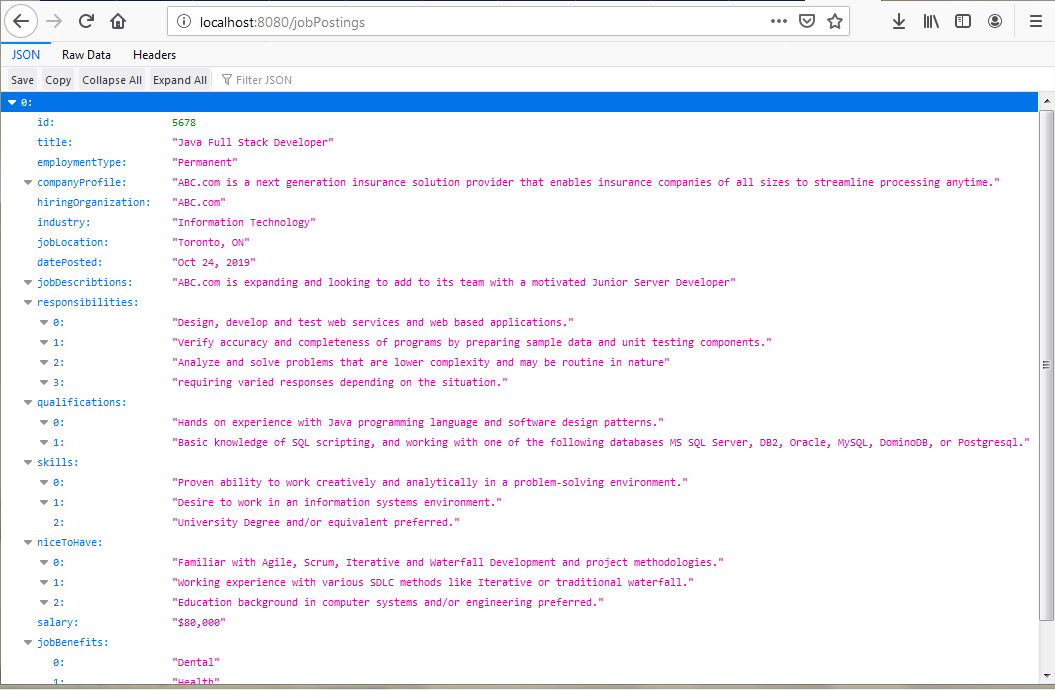 localhost:8080/jobPostings
JSON Raw Data Headers
Save Copy Collapse All Expand All Filter JSON
0:
id: 5678
title: "Java Full Stack Developer"
employmentType: "Permanent"
companyProfile: "ABC.com is a next generation insurance solution provider that enables insurance companies of all sizes to streamline processing anytime."
hiringOrganization: "ABC.com"
industry: "Information Technology"
jobLocation: "Toronto, ON"
datePosted: "Oct 24, 2019"
jobDescribtions: "ABC.com is expanding and looking to add to its team with a motivated Junior Server Developer"
responsibilities:
0: "Design, develop and test web services and web based applications."
1: "Verify accuracy and completeness of programs by preparing sample data and unit testing components."
2: "Analyze and solve problems that are lower complexity and may be routine in nature"
3: "requiring varied responses depending on the situation."
qualifications:
0: "Hands on experience with Java programming language and software design patterns."
1: "Basic knowledge of SQL scripting, and working with one of the following databases MS SQL Server, DB2, Oracle, MySQL, DominoDB, or Postgresql."
skills:
0: "Proven ability to work creatively and analytically in a problem-solving environment."
1: "Desire to work in an information systems environment."
2: "University Degree and/or equivalent preferred."
niceToHave:
0: "Familiar with Agile, Scrum, Iterative and Waterfall Development and project methodologies."
1: "Working experience with various SDLC methods like Iterative or traditional waterfall."
2: "Education background in computer systems and/or engineering preferred."
salary: "$80,000"
jobBenefits:
0: "Dental"
1: "Health"